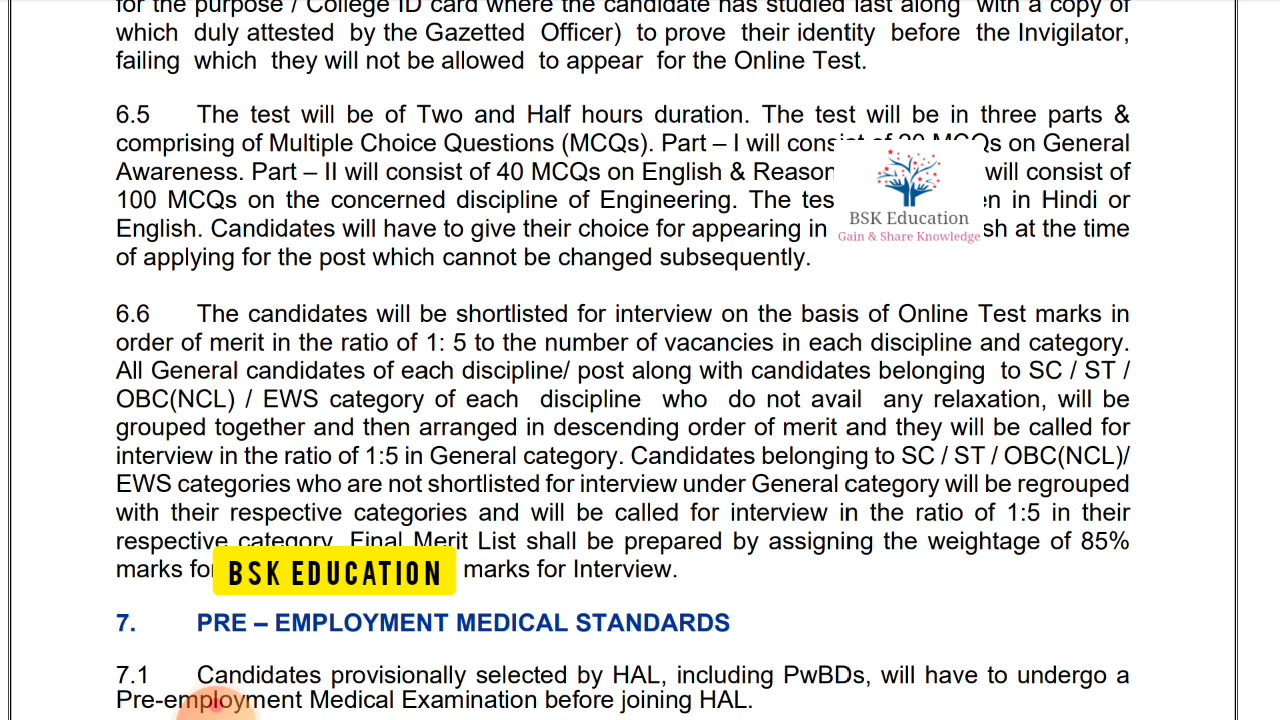 for the purpose / College ID card where the candidate has studied last along with a copy of
which duly attested by the Gazetted Officer) to prove their identity before the Invigilator,
failing which they will not be allowed to appear for the Online Test.
6.5 The test will be of Two and Half hours duration. The test will be in three parts &
comprising of Multiple Choice Questions (MCQs). Part – I will consist of 20 MCQs on General
Awareness. Part – II will consist of 40 MCQs on English & Reason will consist of
100 MCQs on the concerned discipline of Engineering. The tes en in Hindi or
English. Candidates will have to give their choice for appearing in sh at the time
of applying for the post which cannot be changed subsequently.
BSK Education
Gain & Share Knowledge
6.6 The candidates will be shortlisted for interview on the basis of Online Test marks in
order of merit in the ratio of 1: 5 to the number of vacancies in each discipline and category.
All General candidates of each discipline/ post along with candidates belonging to SC / ST /
OBC(NCL) / EWS category of each discipline who do not avail any relaxation, will be
grouped together and then arranged in descending order of merit and they will be called for
interview in the ratio of 1:5 in General category. Candidates belonging to SC / ST / OBC(NCL)/
EWS categories who are not shortlisted for interview under General category will be regrouped
with their respective categories and will be called for interview in the ratio of 1:5 in their
respective category. Final Merit List shall be prepared by assigning the weightage of 85%
marks for marks for Interview.
BSK EDUCATION
7. PRE – EMPLOYMENT MEDICAL STANDARDS
7.1 Candidates provisionally selected by HAL, including PwBDs, will have to undergo a
Pre-employment Medical Examination before joining HAL.